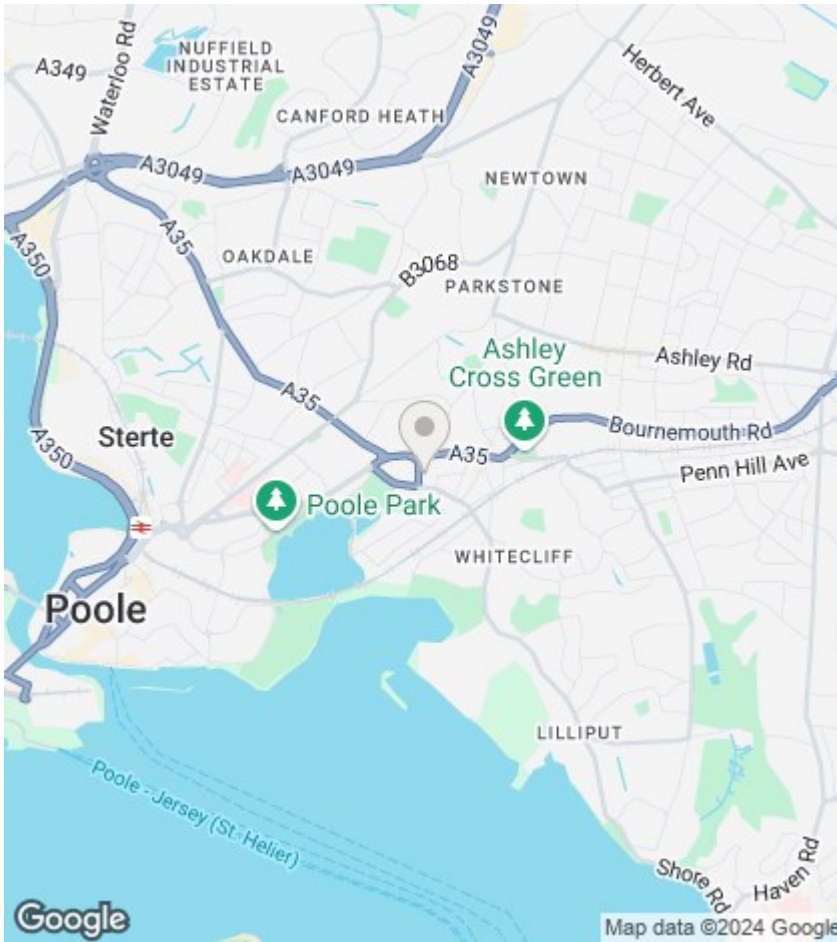 NUFFIELD
INDUSTRIAL
ESTATE
Waterloo Rd
A349
A3049
Herbert Ave
CANFORD HEATH
A3049
A3049
NEWTOWN
A35
A350
OAKDALE
B3068
PARKSTONE
Ashley
Cross Green
Ashley Rd
A35
Sterte
A350
A35
Bournemouth Rd
Penn Hill Ave
Poole Park
WHITECLIFF
Poole
LILLIPUT
Poole - Jersey (St. Helier)
Shore Rd
Haven Rd
Google
Map data ©2024 Google